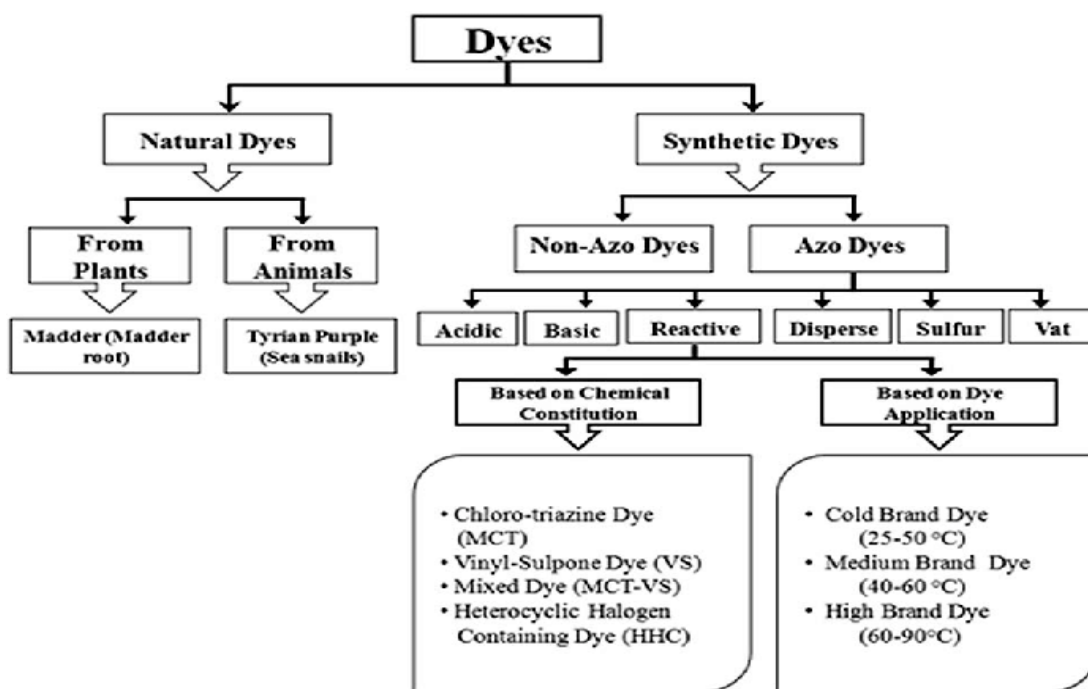 Dyes
Natural Dyes
Synthetic Dyes
From
Plants
From
Animals
Non-Azo Dyes
Azo Dyes
Madder (Madder
root)
Tyrian Purple
(Sea snails)
Acidic
Basic
Reactive
Disperse
Sulfur
Vat
Based on Chemical
Constitution
Based on Dye
Application
• Chloro-triazine Dye
(MCT)
• Vinyl-Sulpone Dye (VS)
• Mixed Dye (MCT-VS)
• Heterocyclic Halogen
Containing Dye (HHC)
• Cold Brand Dye
(25-50 °C)
• Medium Brand Dye
(40-60 °C)
• High Brand Dye
(60-90°C)